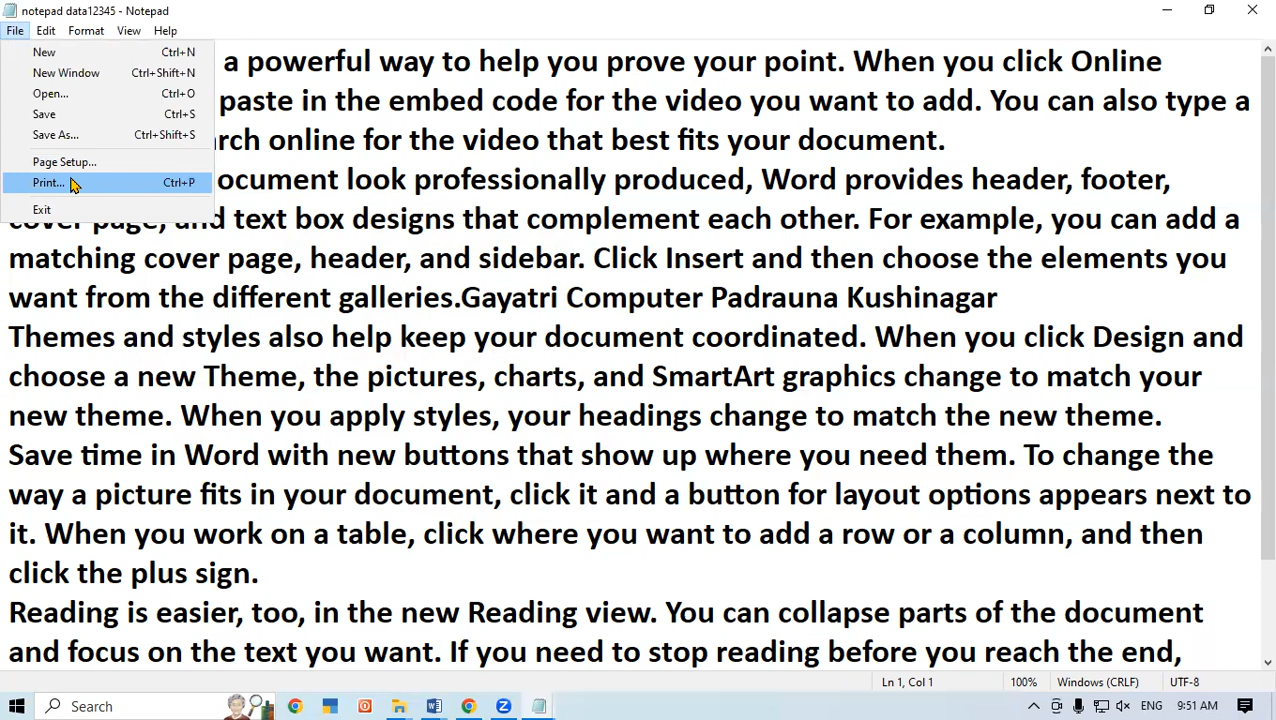 notepad data12345 - Notepad
File Edit Format View Help
New Ctrl+N
New Window Ctrl+Shift+N
Open... Ctrl+O
Save Ctrl+S
Save As... Ctrl+Shift+S
Page Setup...
Print... Ctrl+P
Exit
a powerful way to help you prove your point. When you click Online
paste in the embed code for the video you want to add. You can also type a
rch online for the video that best fits your document.
ocument look professionally produced, Word provides header, footer,
cover page, and text box designs that complement each other. For example, you can add a
matching cover page, header, and sidebar. Click Insert and then choose the elements you
want from the different galleries.Gayatri Computer Padrauna Kushinagar
Themes and styles also help keep your document coordinated. When you click Design and
choose a new Theme, the pictures, charts, and SmartArt graphics change to match your
new theme. When you apply styles, your headings change to match the new theme.
Save time in Word with new buttons that show up where you need them. To change the
way a picture fits in your document, click it and a button for layout options appears next to
it. When you work on a table, click where you want to add a row or a column, and then
click the plus sign.
Reading is easier, too, in the new Reading view. You can collapse parts of the document
and focus on the text you want. If you need to stop reading before you reach the end,
Ln 1, Col 1 100% Windows (CRLF) UTF-8
Search ENG 9:51 AM